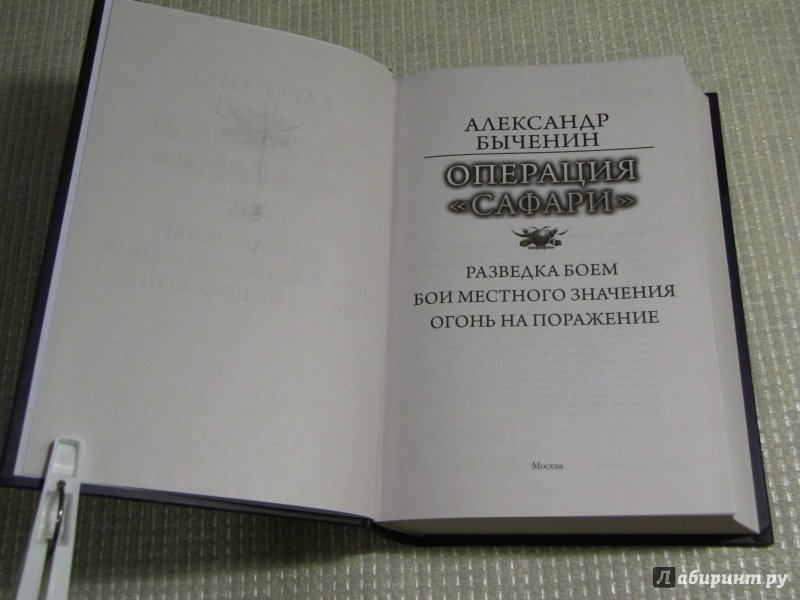 АЛЕКСАНДР
БЫЧЕНИН
ОПЕРАЦИЯ
«САФАРИ»
РАЗВЕДКА БОЕМ
БОИ МЕСТНОГО ЗНАЧЕНИЯ
ОГОНЬ НА ПОРАЖЕНИЕ
Москва
Лабиринт.ру